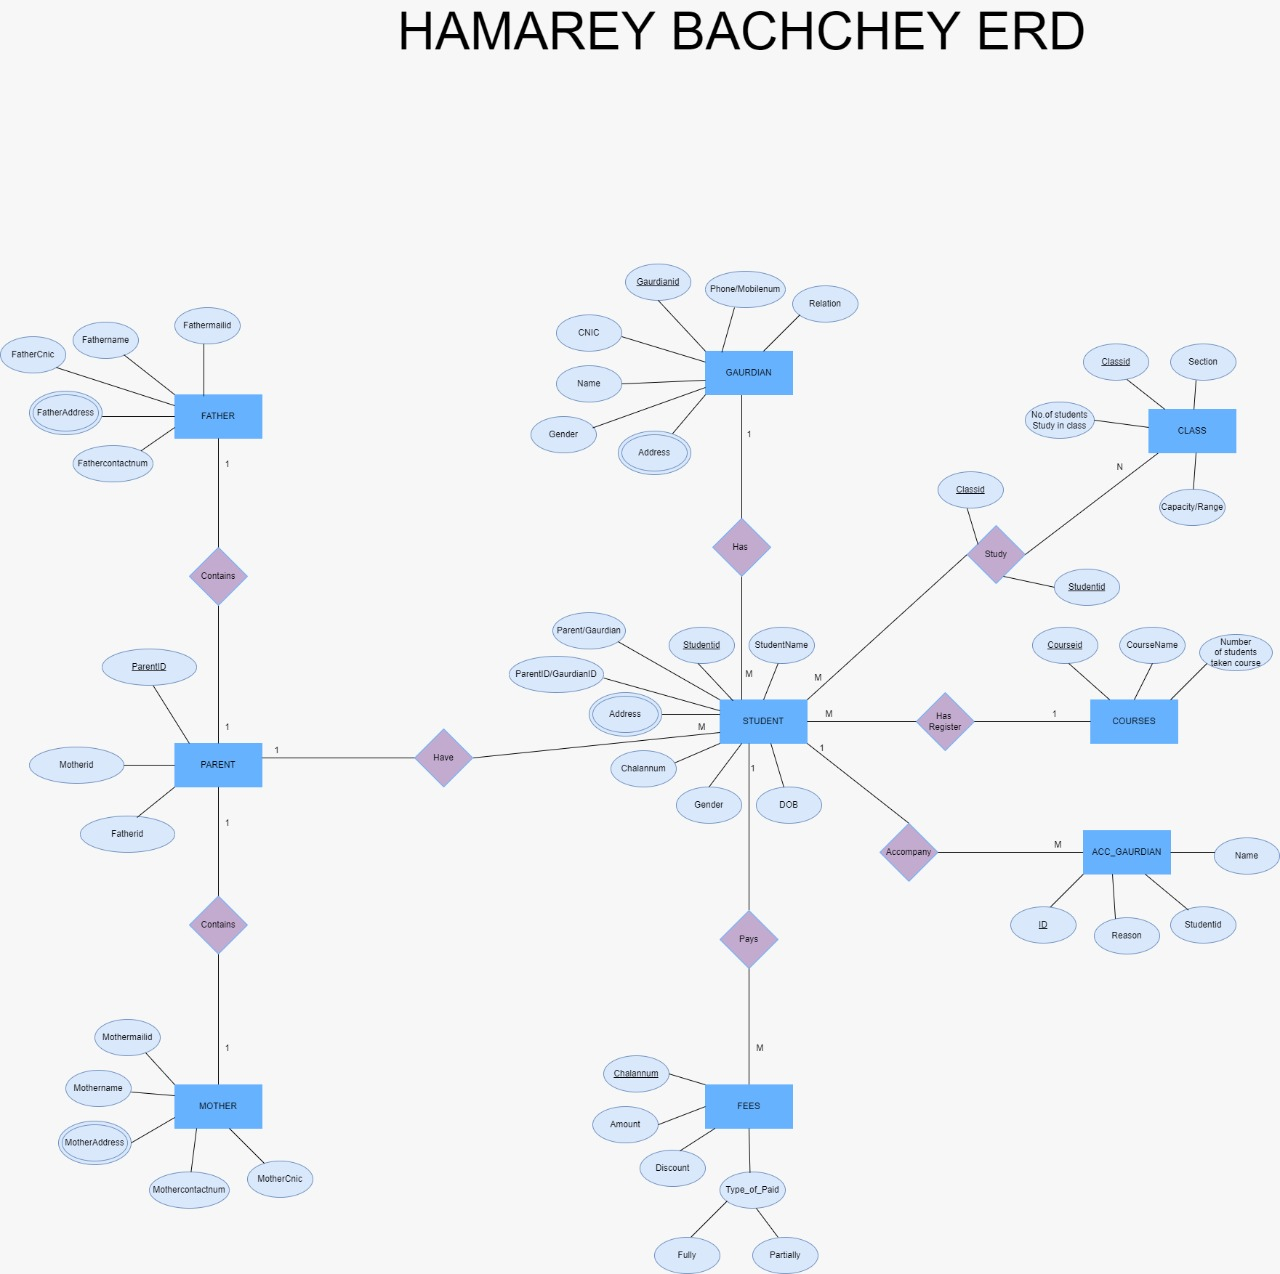 HAMAREY BACHCHEY ERD
Gaurdianid
Phone/Mobilenum
Relation
CNIC
Name
Gender
Address
GAURDIAN
1
Has
M
Fathermailid
Fathername
FatherCnic
FatherAddress
Fathercontactnum
FATHER
1
Contains
1
ParentID
Motherid
Fatherid
PARENT
1
Have
M
1
Contains
1
Mothermailid
Mothername
MotherAddress
Mothercontactnum
MotherCnic
MOTHER
Classid
Section
No.of students
Study in class
CLASS
Capacity/Range
N
Classid
Study
Studentid
M
Parent/Gaurdian
Studentid
StudentName
ParentID/GaurdianID
Address
STUDENT
Chalannum
Gender
DOB
M
Has
Register
1
Courseid
CourseName
Number
of students
taken course
COURSES
1
Accompany
M
ACC_GAURDIAN
Name
ID
Reason
Studentid
1
Pays
M
Chalannum
Amount
Discount
FEES
Type_of_Paid
Fully
Partially